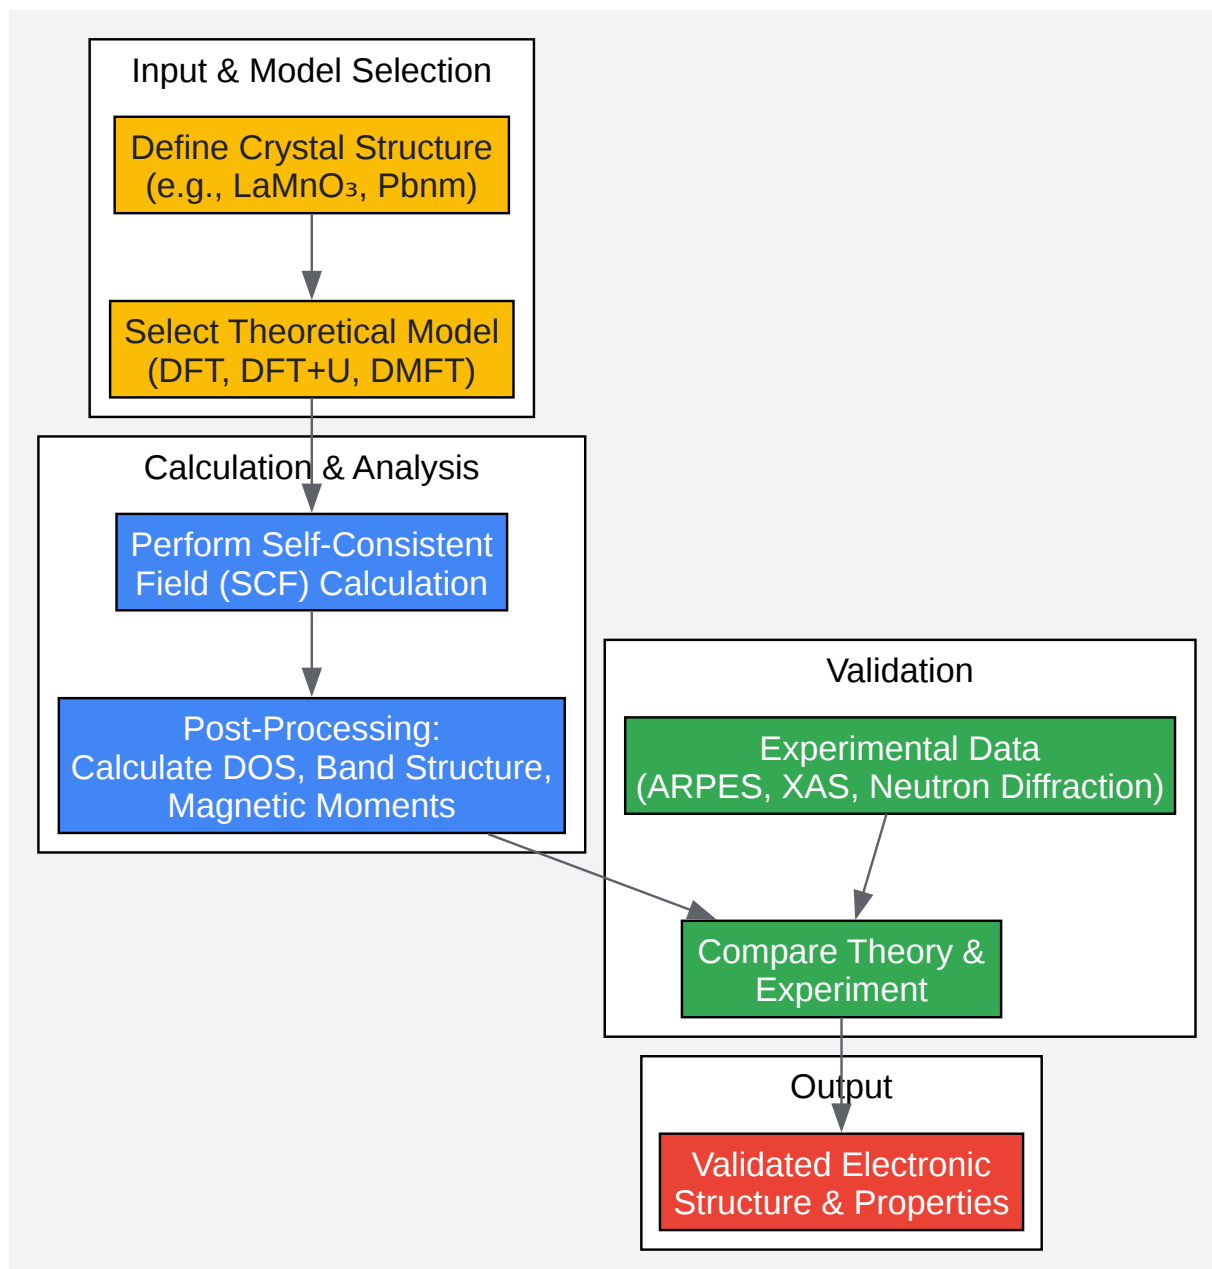 Input & Model Selection
Define Crystal Structure
(e.g., LaMnO₃, Pbnm)
Select Theoretical Model
(DFT, DFT+U, DMFT)
Calculation & Analysis
Perform Self-Consistent
Field (SCF) Calculation
Post-Processing:
Calculate DOS, Band Structure,
Magnetic Moments
Validation
Experimental Data
(ARPES, XAS, Neutron Diffraction)
Compare Theory &
Experiment
Output
Validated Electronic
Structure & Properties